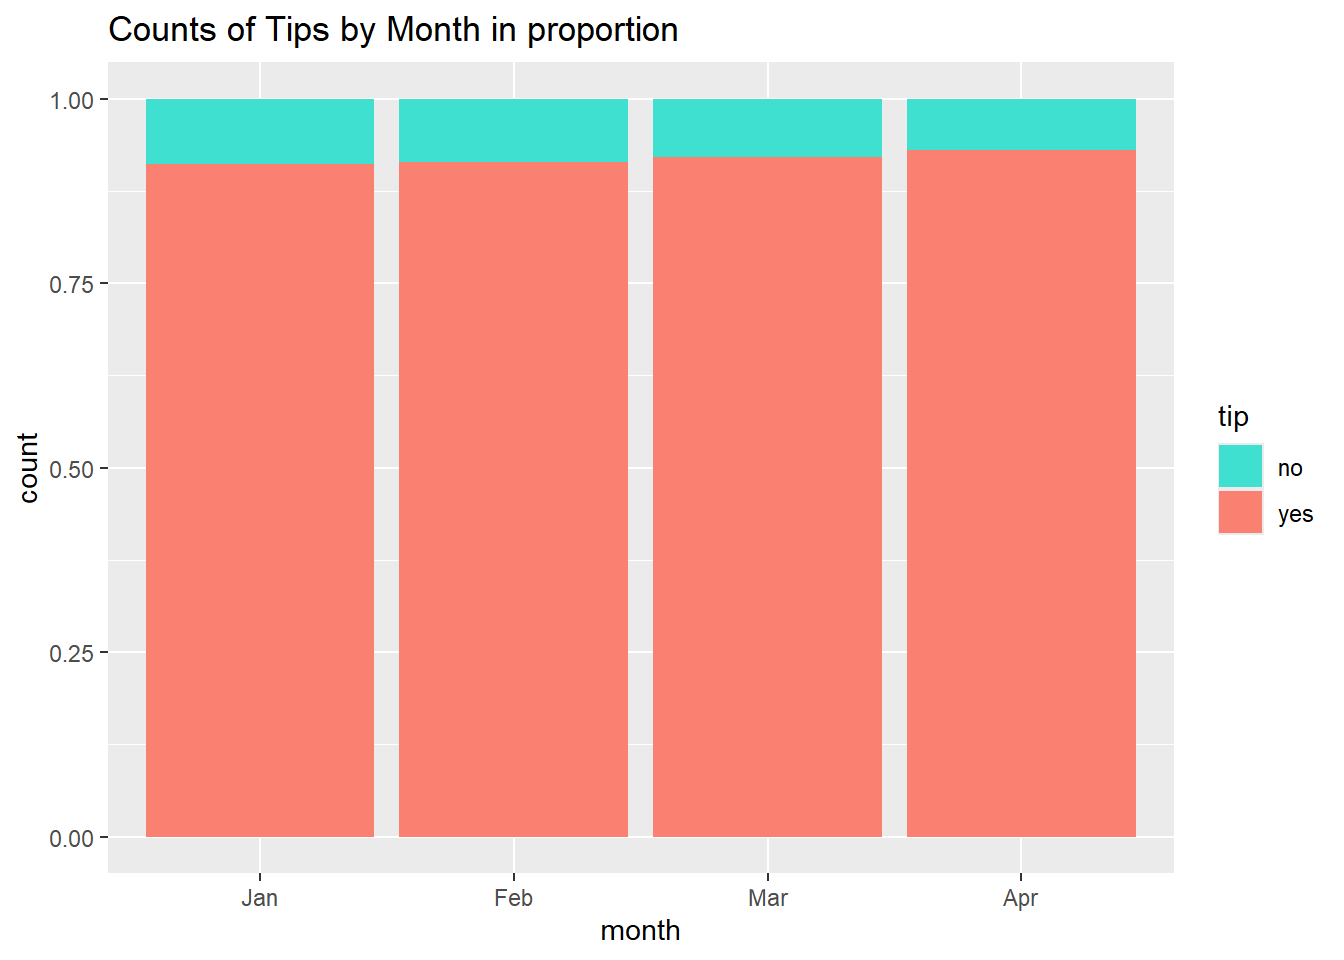 Counts of Tips by Month in proportion
1.00
0.75
0.50
0.25
0.00
count
Jan Feb Mar Apr
month
tip
no
yes